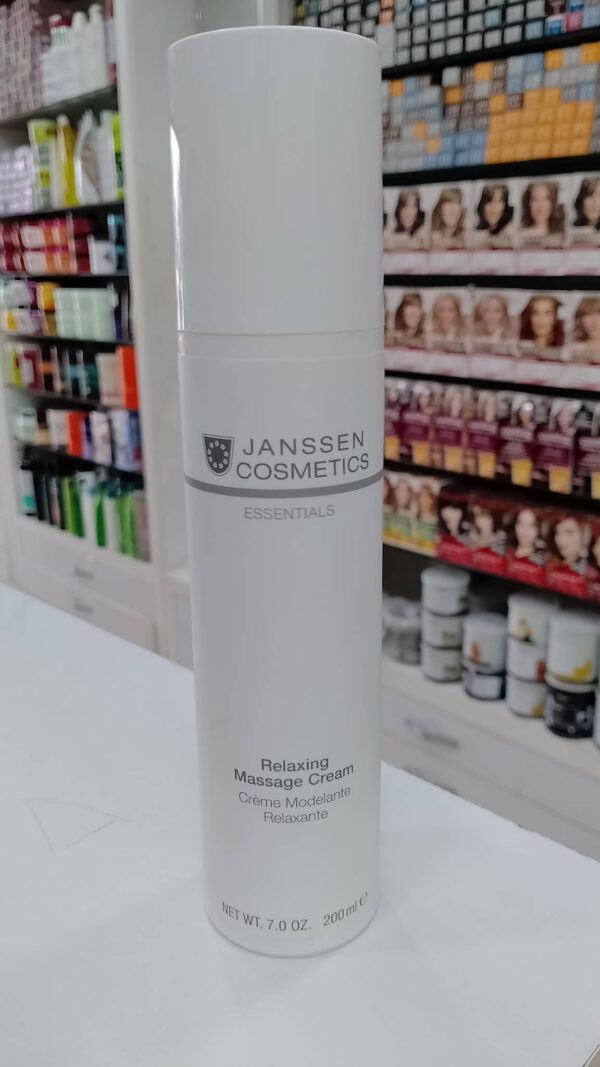 JANSSEN
COSMETICS
ESSENTIALS
Relaxing
Massage Cream
Crème Modelante
Relaxante
NET WT. 7.0 OZ. 200 ml ℮